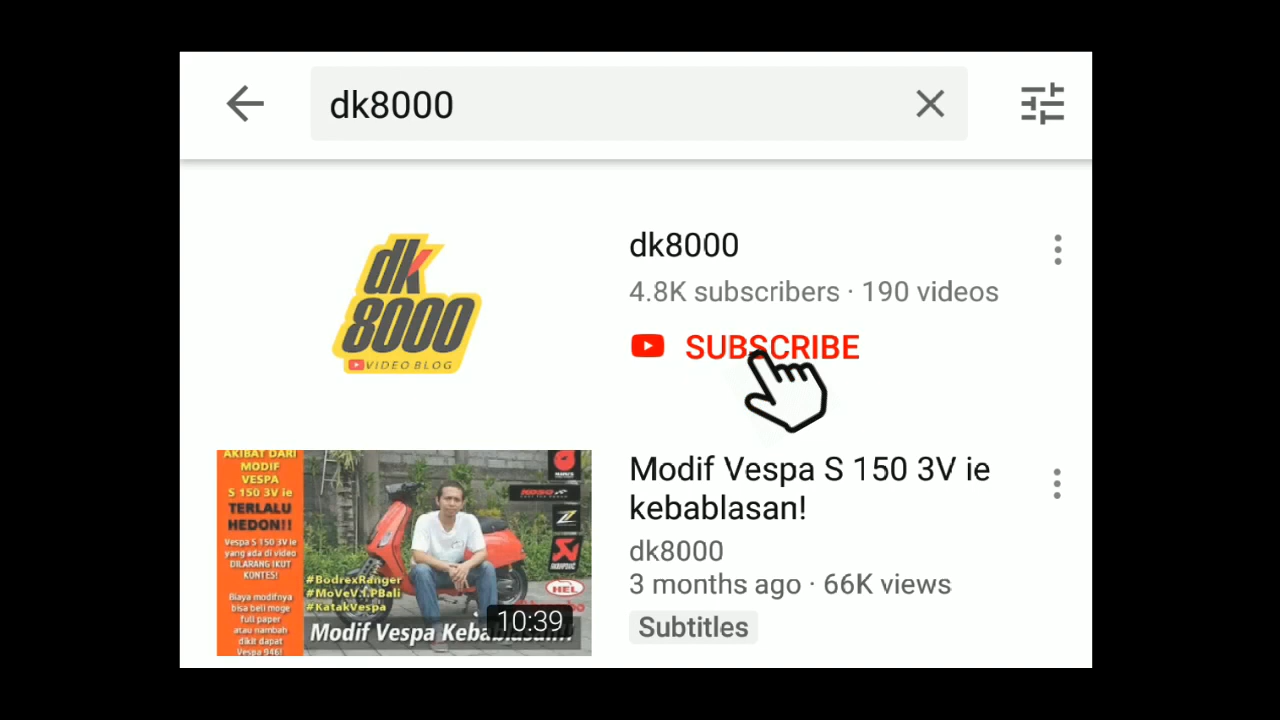 dk8000
dk
8000
VIDEO BLOG
dk8000
4.8K subscribers · 190 videos
SUBSCRIBE
AKIBAT DARI
MODIF
VESPA
S 150 3V ie
TERLALU
HEDON!!
Vespa S 150 3V ie
yang ada di video
DILARANG IKUT
KONTES!
Biaya modifnya
bisa beli moge
full paper
atau nambah
dikit dapat
Vespa 946!
#BodrexRanger
#MoVeV.I.PBali
#KatakVespa
Modif Vespa
HEL
10:39
Modif Vespa S 150 3V ie
kebablasan!
dk8000
3 months ago · 66K views
Subtitles